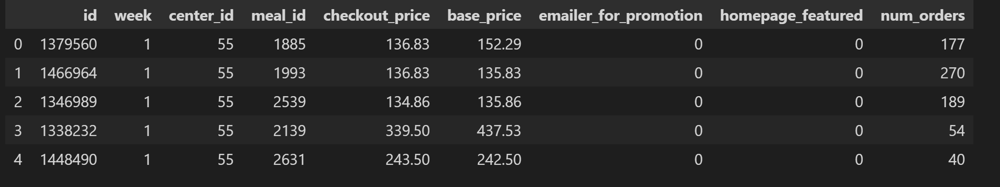 id week center_id meal_id checkout_price base_price emailer_for_promotion homepage_featured num_orders
0 1379560 1 55 1885 136.83 152.29 0 0 177
1 1466964 1 55 1993 136.83 135.83 0 0 270
2 1346989 1 55 2539 134.86 135.86 0 0 189
3 1338232 1 55 2139 339.50 437.53 0 0 54
4 1448490 1 55 2631 243.50 242.50 0 0 40